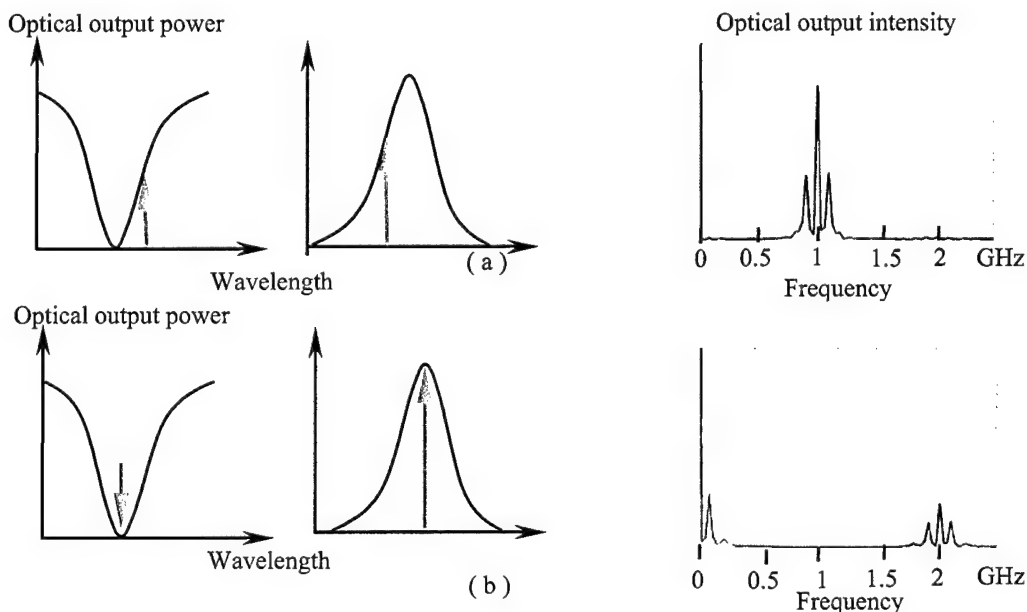 Optical output power
Optical output intensity
0 0.5 1 1.5 2 GHz
( a )
Wavelength
Frequency
Optical output power
0 0.5 1 1.5 2 GHz
Wavelength
( b )
Frequency